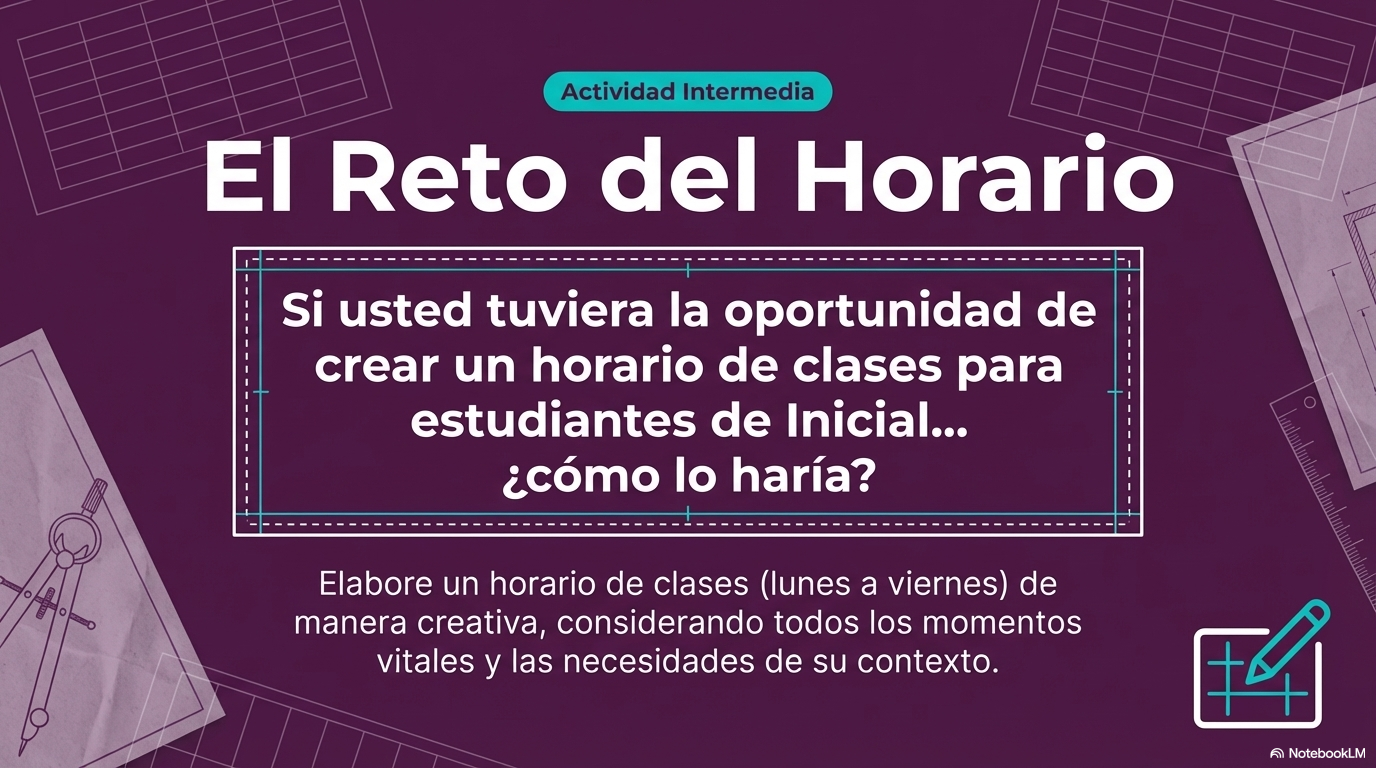 Actividad Intermedia
El Reto del Horario
Si usted tuviera la oportunidad de
crear un horario de clases para
estudiantes de Inicial...
¿cómo lo haría?
Elabore un horario de clases (lunes a viernes) de
manera creativa, considerando todos los momentos
vitales y las necesidades de su contexto.
NotebookLM